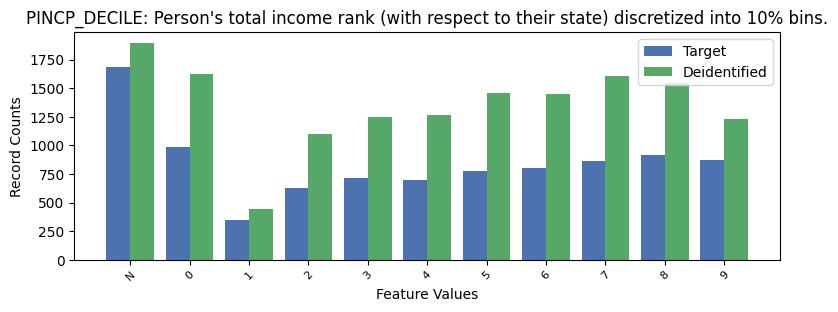 PINCP_DECILE: Person's total income rank (with respect to their state) discretized into 10% bins.
Target
Deidentified
Record Counts
1750
1500
1250
1000
750
500
250
0
N 0 1 2 3 4 5 6 7 8 9
Feature Values